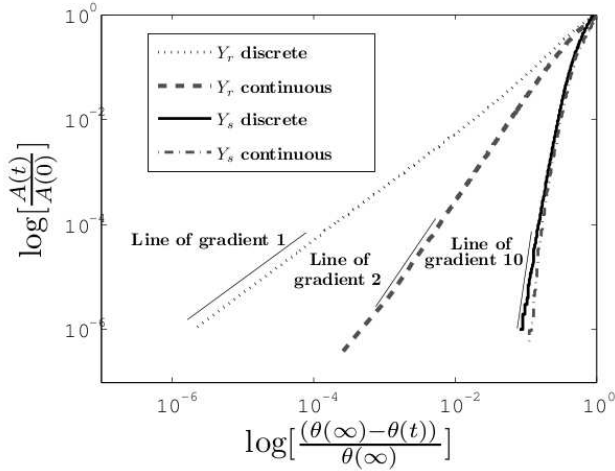 10^0
Y_r discrete
Y_r continuous
Y_s discrete
Y_s continuous
10^-2
log[A(t)/A(0)]
10^-4
Line of gradient 1
Line of
gradient 2
Line of
gradient 10
10^-6
10^-6
10^-4
10^-2
10^0
log[(θ(∞)−θ(t))/θ(∞)]